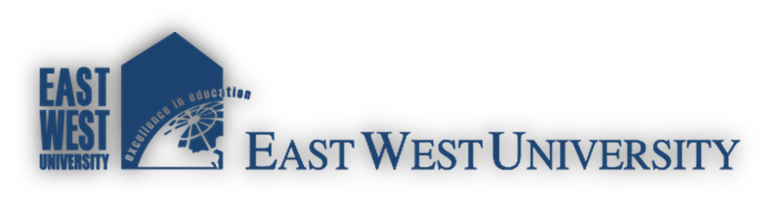 EAST
WEST
UNIVERSITY
excellence in education
EAST WEST UNIVERSITY